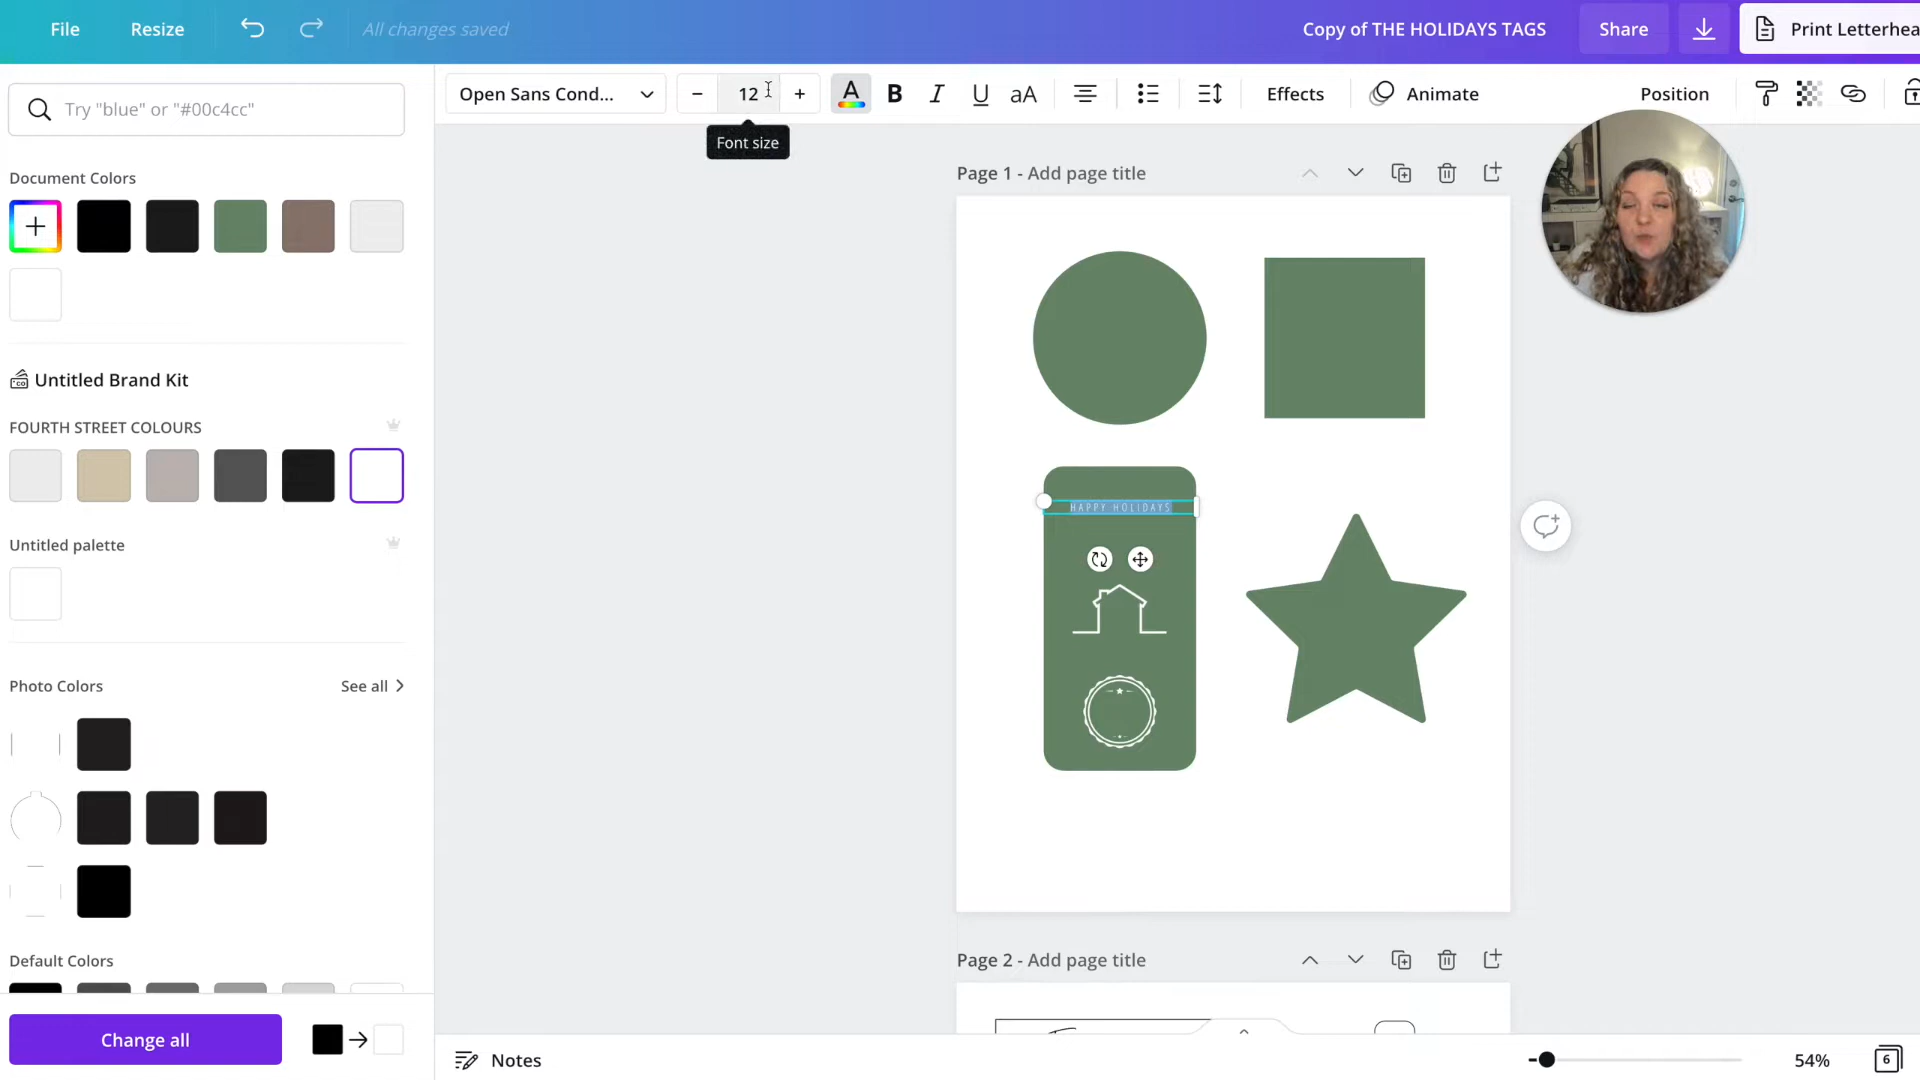 File
Resize
All changes saved
Copy of THE HOLIDAYS TAGS
Share
Print Letterhea
Try "blue" or "#00c4cc"
Open Sans Cond...
− 12 +
A B I U aA
Effects
Animate
Position
Font size
Document Colors
Untitled Brand Kit
FOURTH STREET COLOURS
Untitled palette
Photo Colors
See all
Default Colors
Change all
Page 1 - Add page title
HAPPY HOLIDAYS
Page 2 - Add page title
Notes
54%
6